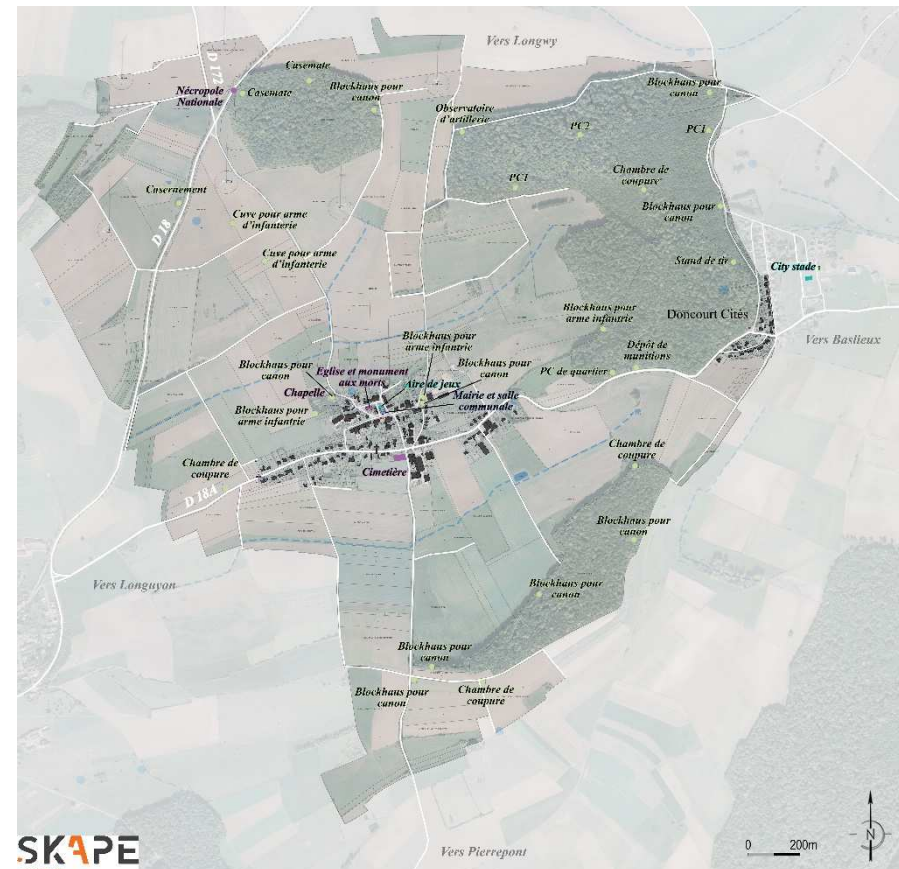 Vers Longwy
D 172
Casemate
Nécropole
Nationale
Casemate
Blockhaus pour
canon
Observatoire
d'artillerie
PC2
Blockhaus pour
canon
PC1
PC1
Chambre de
coupure
Casernement
D 18
Cuve pour arme
d'infanterie
Blockhaus pour
canon
Cuve pour arme
d'infanterie
Stand de tir
City stade
Doncourt Cités
Vers Baslieux
Blockhaus pour
arme infantrie
Blockhaus pour
arme infantrie
Dépôt de
munitions
PC de quartier
Blockhaus pour
canon
Eglise et monument
aux morts
Blockhaus pour
canon
Aire de jeux
Chapelle
Mairie et salle
communale
Blockhaus pour
arme infantrie
Chambre de
coupure
Chambre de
coupure
Cimetière
D 18A
Blockhaus pour
canon
Vers Longuyon
Blockhaus pour
canon
Blockhaus pour
canon
Blockhaus pour
canon
Chambre de
coupure
Vers Pierrepont
.SKAPE
0 200m
N